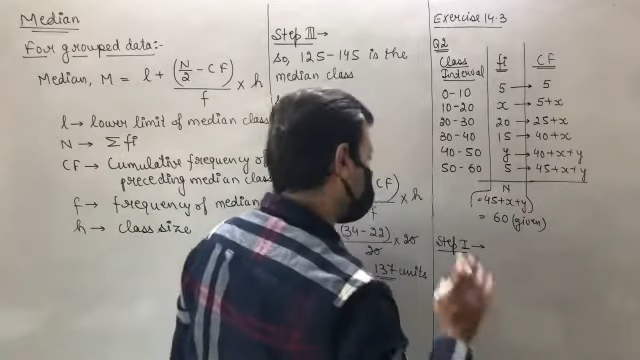 Median
For grouped data:-
Median, M = l + (N/2 - CF)/f × h
l → lower limit of median class
N → Σfi
CF → Cumulative frequency of
preceding median class
f → frequency of median
h → class size
Step III →
So, 125-145 is the
median class
CF) × h
f
(34-22) × 20
20
137 units
Exercise 14.3
Q2
Class Interval fi CF
0-10 5 → 5
10-20 x → 5+x
20-30 20 → 25+x
30-40 15 → 40+x
40-50 y → 40+x+y
50-60 5 → 45+x+y
N
= 45+x+y
= 60 (given)
Step I →